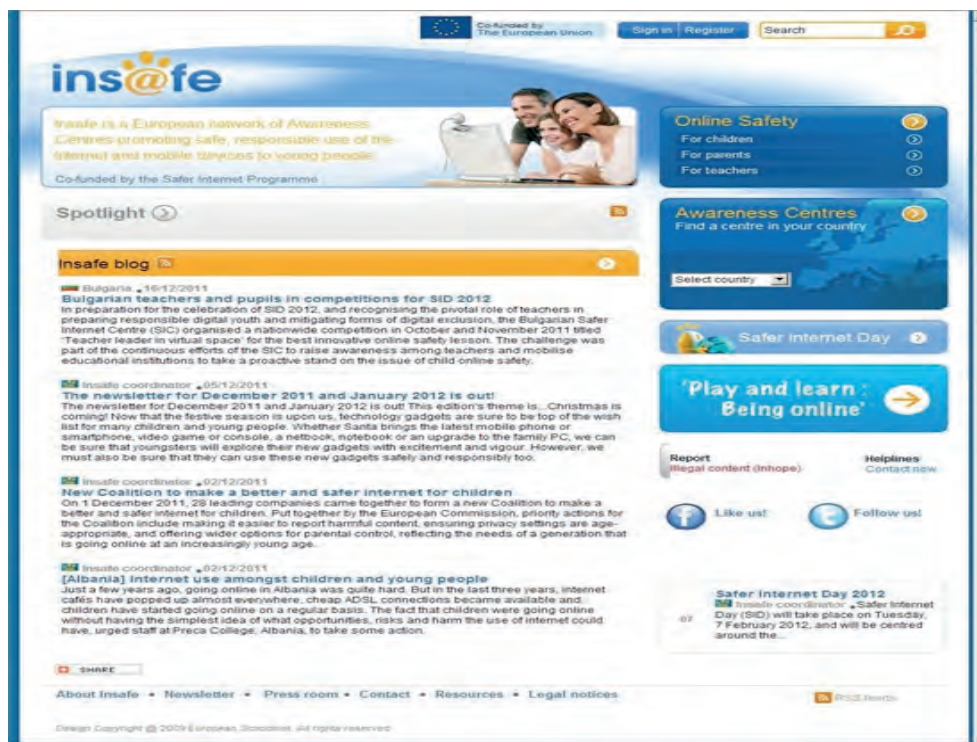 Co-funded by
The European Union
Sign in Register
Search
ins@fe
Insafe is a European network of Awareness
Centres promoting safe, responsible use of the
Internet and mobile devices to young people
Co-funded by the Safer Internet Programme
Online Safety
For children
For parents
For teachers
Spotlight
Awareness Centres
Find a centre in your country
Select country
Insafe blog
Bulgaria 16/12/2011
Bulgarian teachers and pupils in competitions for SID 2012
In preparation for the celebration of SID 2012, and recognising the pivotal role of teachers in
preparing responsible digital youth and mitigating forms of digital exclusion, the Bulgarian Safer
Internet Centre (SIC) organised a nationwide competition in October and November 2011 titled
'Teacher leader in virtual space' for the best innovative online safety lesson. The challenge was
part of the continuous efforts of the SIC to raise awareness among teachers and mobilise
educational institutions to take a proactive stand on the issue of child online safety.
Insafe coordinator 05/12/2011
The newsletter for December 2011 and January 2012 is out!
The newsletter for December 2011 and January 2012 is out! This edition's theme is...Christmas is
coming! Now that the festive season is upon us, technology gadgets are sure to be top of the wish
list for many children and young people. Whether Santa brings the latest mobile phone or
smartphone, video game or console, a netbook, notebook or an upgrade to the family PC, we can
be sure that youngsters will explore their new gadgets with excitement and vigour. However, we
must also be sure that they can use these new gadgets safely and responsibly too.
Insafe coordinator 02/12/2011
New Coalition to make a better and safer internet for children
On 1 December 2011, 28 leading companies came together to form a new Coalition to make a
better and safer internet for children. Put together by the European Commission, priority actions for
the Coalition include making it easier to report harmful content, ensuring privacy settings are age-
appropriate, and offering wider options for parental control, reflecting the needs of a generation that
is going online at an increasingly young age.
Insafe coordinator 02/12/2011
[Albania] Internet use amongst children and young people
Just a few years ago, going online in Albania was quite hard. But in the last three years, internet
cafés have popped up almost everywhere, cheap ADSL connections became available and
children have started going online on a regular basis. The fact that children were going online
without having the simplest idea of what opportunities, risks and harm the use of internet could
have, urged staff at Preca College, Albania, to take some action.
Safer Internet Day
'Play and learn :
Being online'
Report
Illegal content (Inhope)
Helplines
Contact now
Like us!
Follow us!
Safer Internet Day 2012
Insafe coordinator Safer Internet
07 Day (SID) will take place on Tuesday,
7 February 2012, and will be centred
around the...
SHARE
About Insafe • Newsletter • Press room • Contact • Resources • Legal notices
RSS feeds
Design Copyright @ 2009 European Schoolnet. All rights reserved